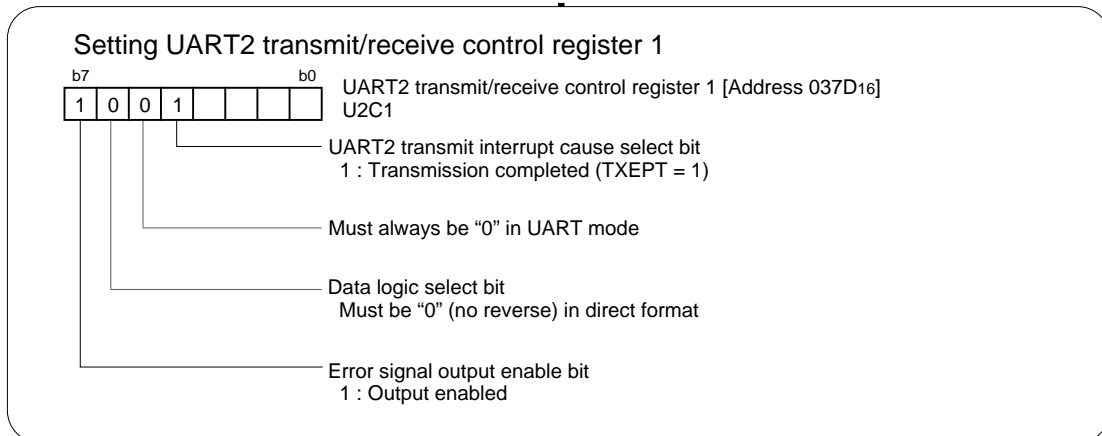 Setting UART2 transmit/receive control register 1
b7 b0
1 0 0 1
UART2 transmit/receive control register 1 [Address 037D16]
U2C1
UART2 transmit interrupt cause select bit
1 : Transmission completed (TXEPT = 1)
Must always be “0” in UART mode
Data logic select bit
Must be “0” (no reverse) in direct format
Error signal output enable bit
1 : Output enabled